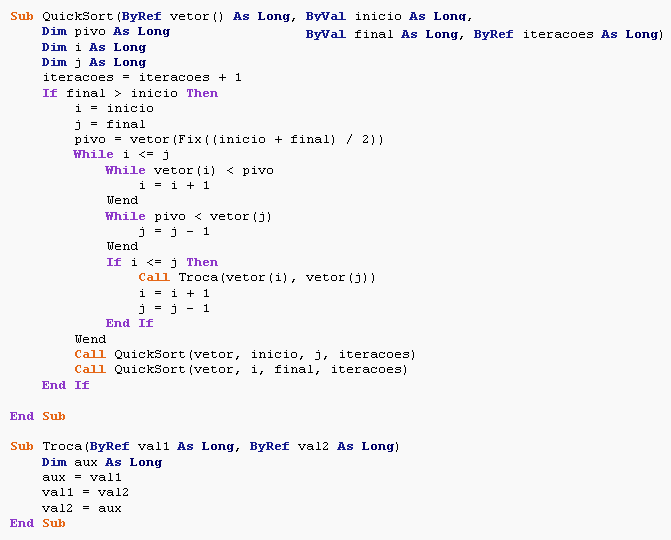 Sub QuickSort(ByRef vetor() As Long, ByVal inicio As Long,
    Dim pivo As Long                 ByVal final As Long, ByRef iteracoes As Long)
    Dim i As Long
    Dim j As Long
    iteracoes = iteracoes + 1
    If final > inicio Then
        i = inicio
        j = final
        pivo = vetor(Fix((inicio + final) / 2))
        While i <= j
            While vetor(i) < pivo
                i = i + 1
            Wend
            While pivo < vetor(j)
                j = j - 1
            Wend
            If i <= j Then
                Call Troca(vetor(i), vetor(j))
                i = i + 1
                j = j - 1
            End If
        Wend
        Call QuickSort(vetor, inicio, j, iteracoes)
        Call QuickSort(vetor, i, final, iteracoes)
    End If

End Sub

Sub Troca(ByRef val1 As Long, ByRef val2 As Long)
    Dim aux As Long
    aux = val1
    val1 = val2
    val2 = aux
End Sub